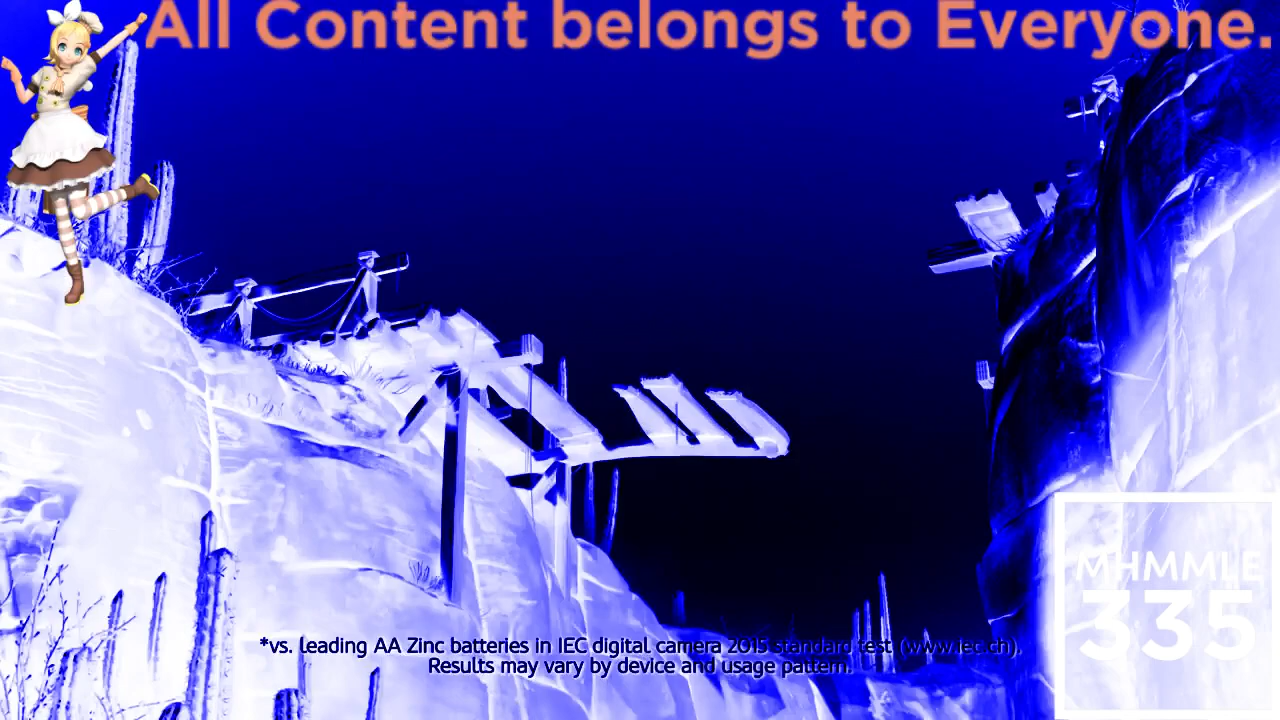 All Content belongs to Everyone.
MHMMLE
335
*vs. leading AA Zinc batteries in IEC digital camera 2015 standard test (www.iec.ch).
Results may vary by device and usage pattern.